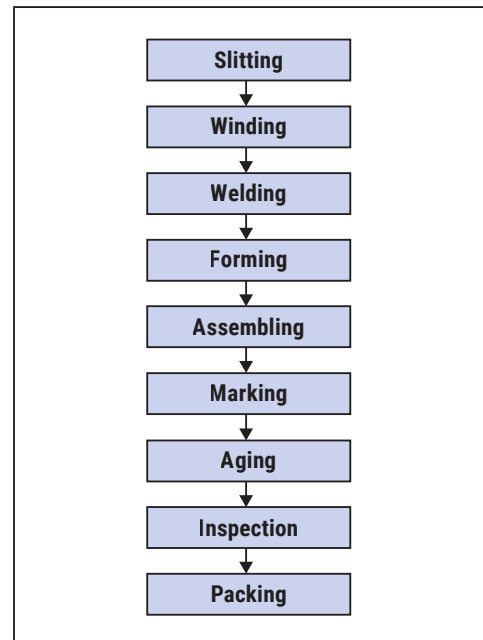 Slitting
Winding
Welding
Forming
Assembling
Marking
Aging
Inspection
Packing